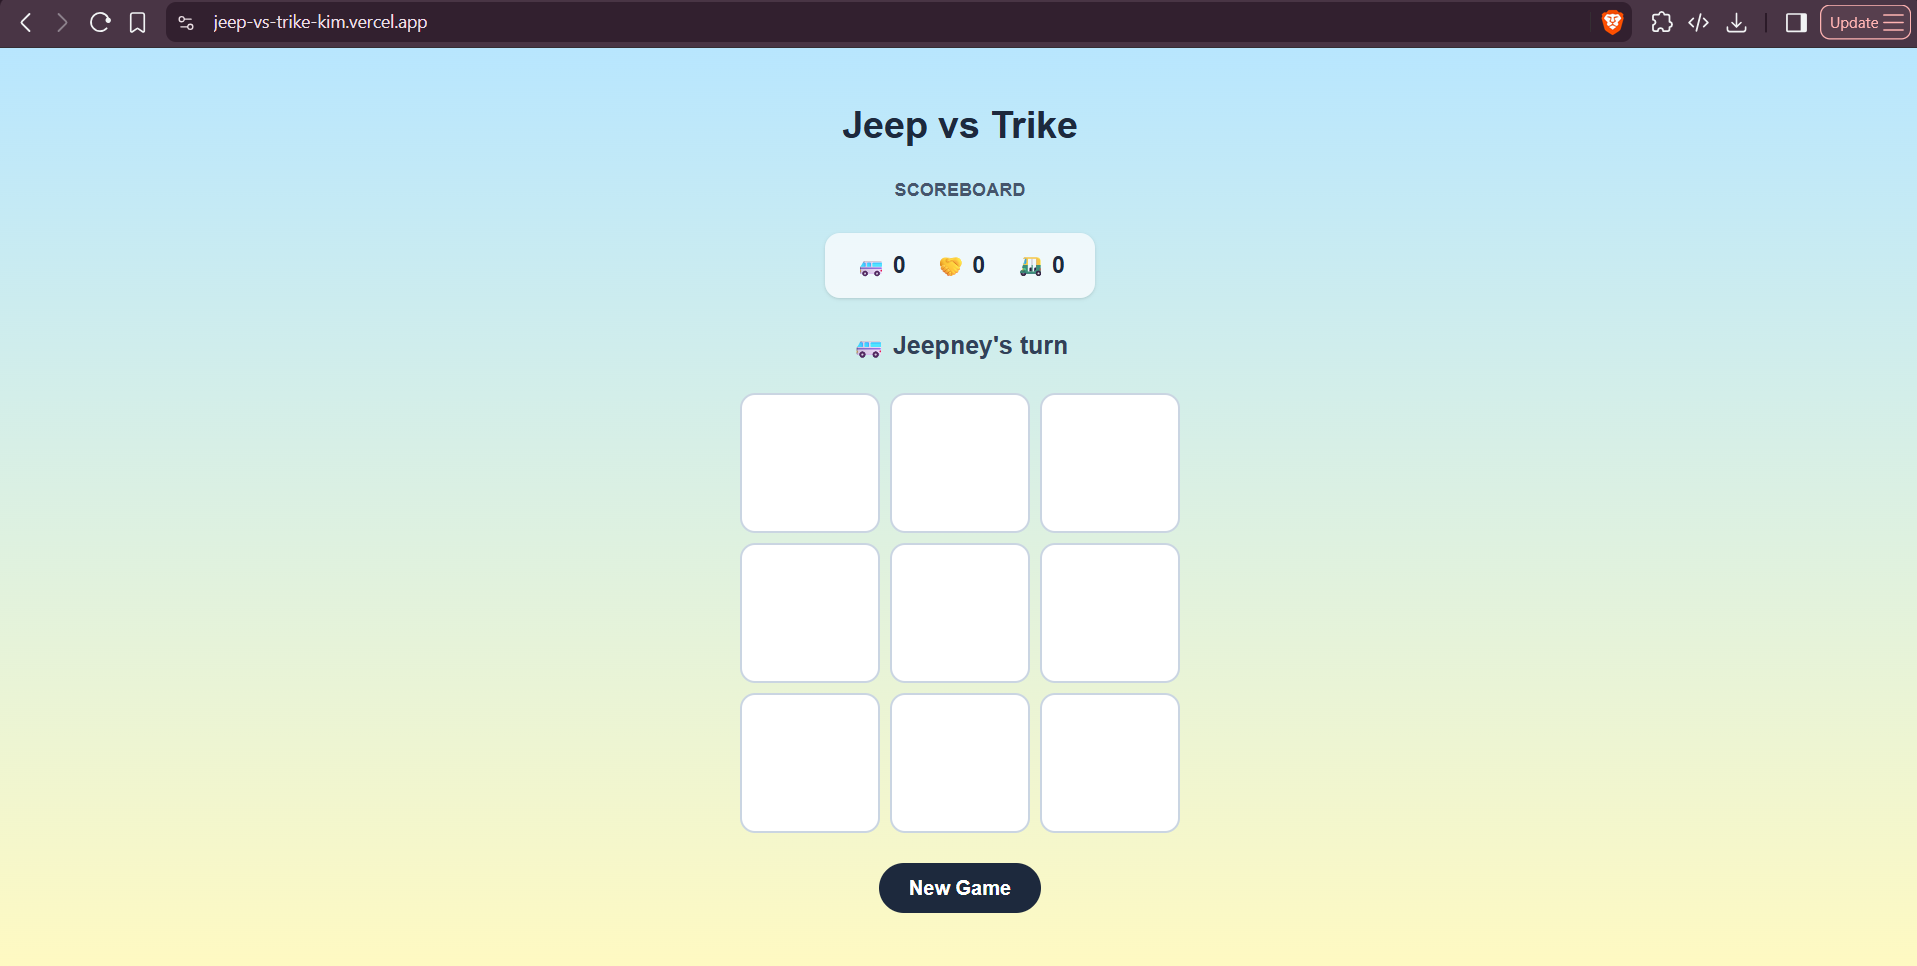 jeep-vs-trike-kim.vercel.app
Update
Jeep vs Trike
SCOREBOARD
0 0 0
Jeepney's turn
New Game